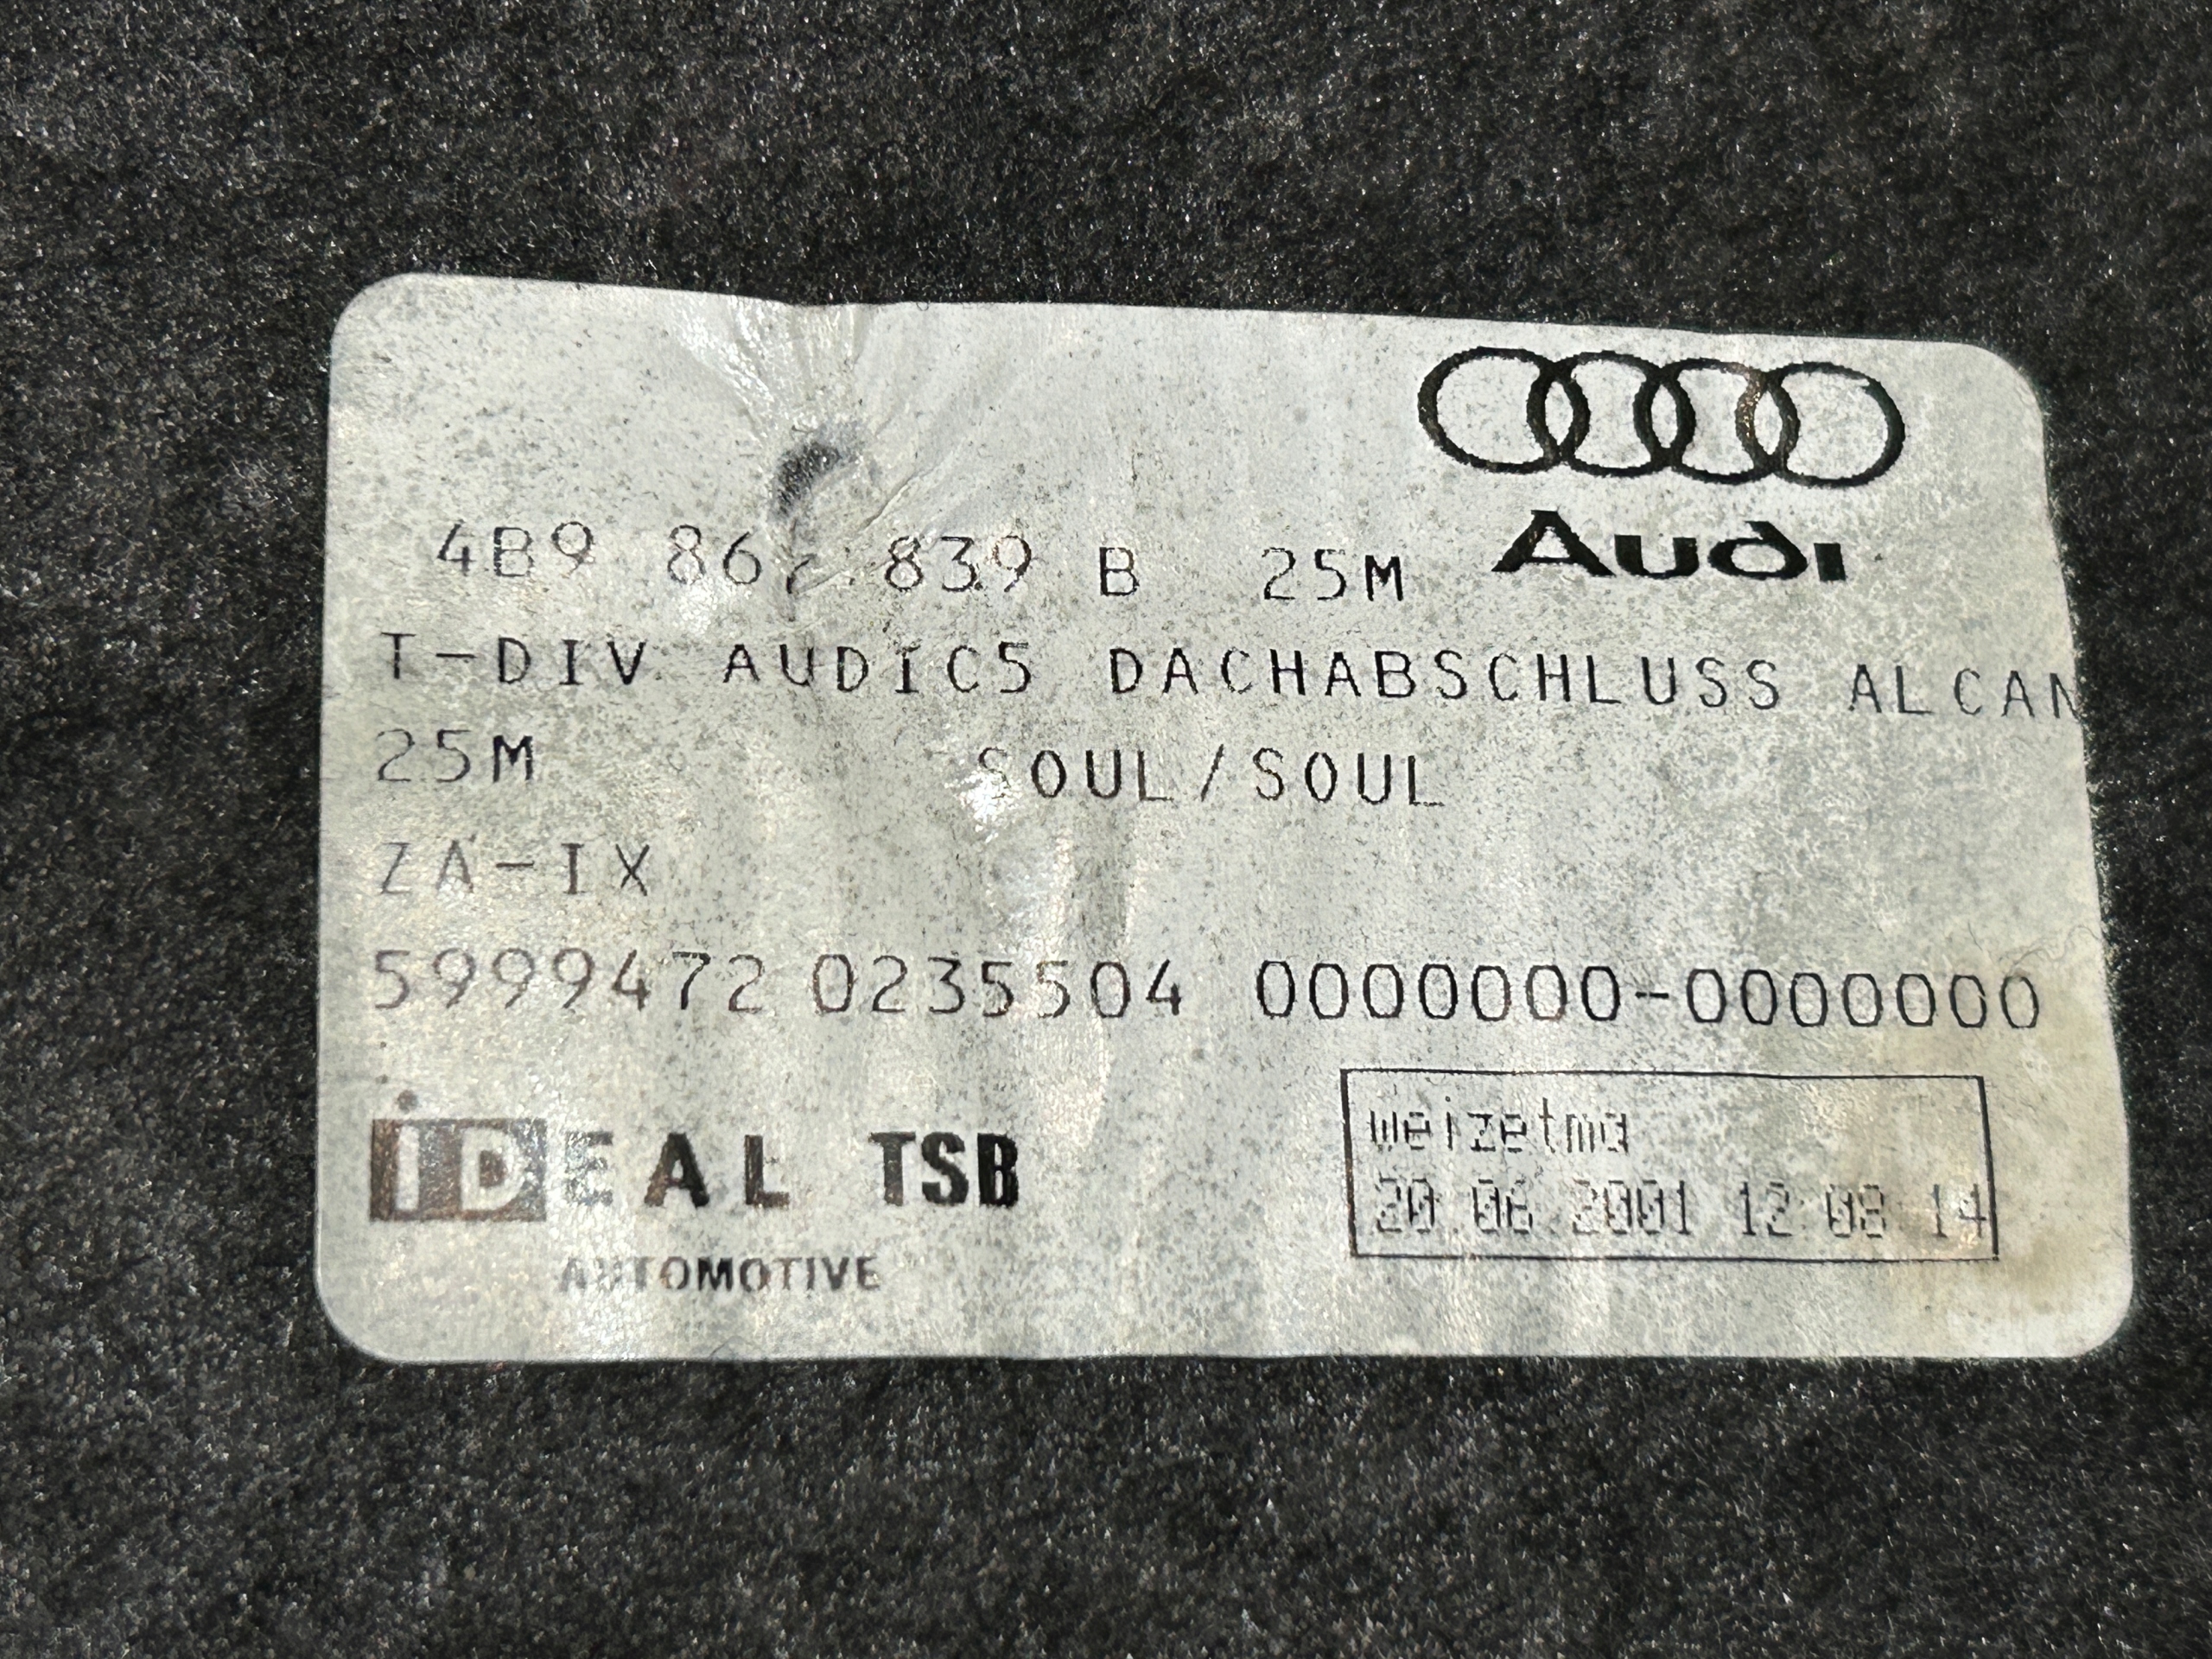 Audi
4B9 86 839 B 25M
T-DIV AUDIC5 DACHABSCHLUSS ALCAN
25M SOUL/SOUL
ZA-IX
5999472 0235504 0000000-0000000
iDEAL TSB
AUTOMOTIVE
weizetma
20.06.2001 12:08:14